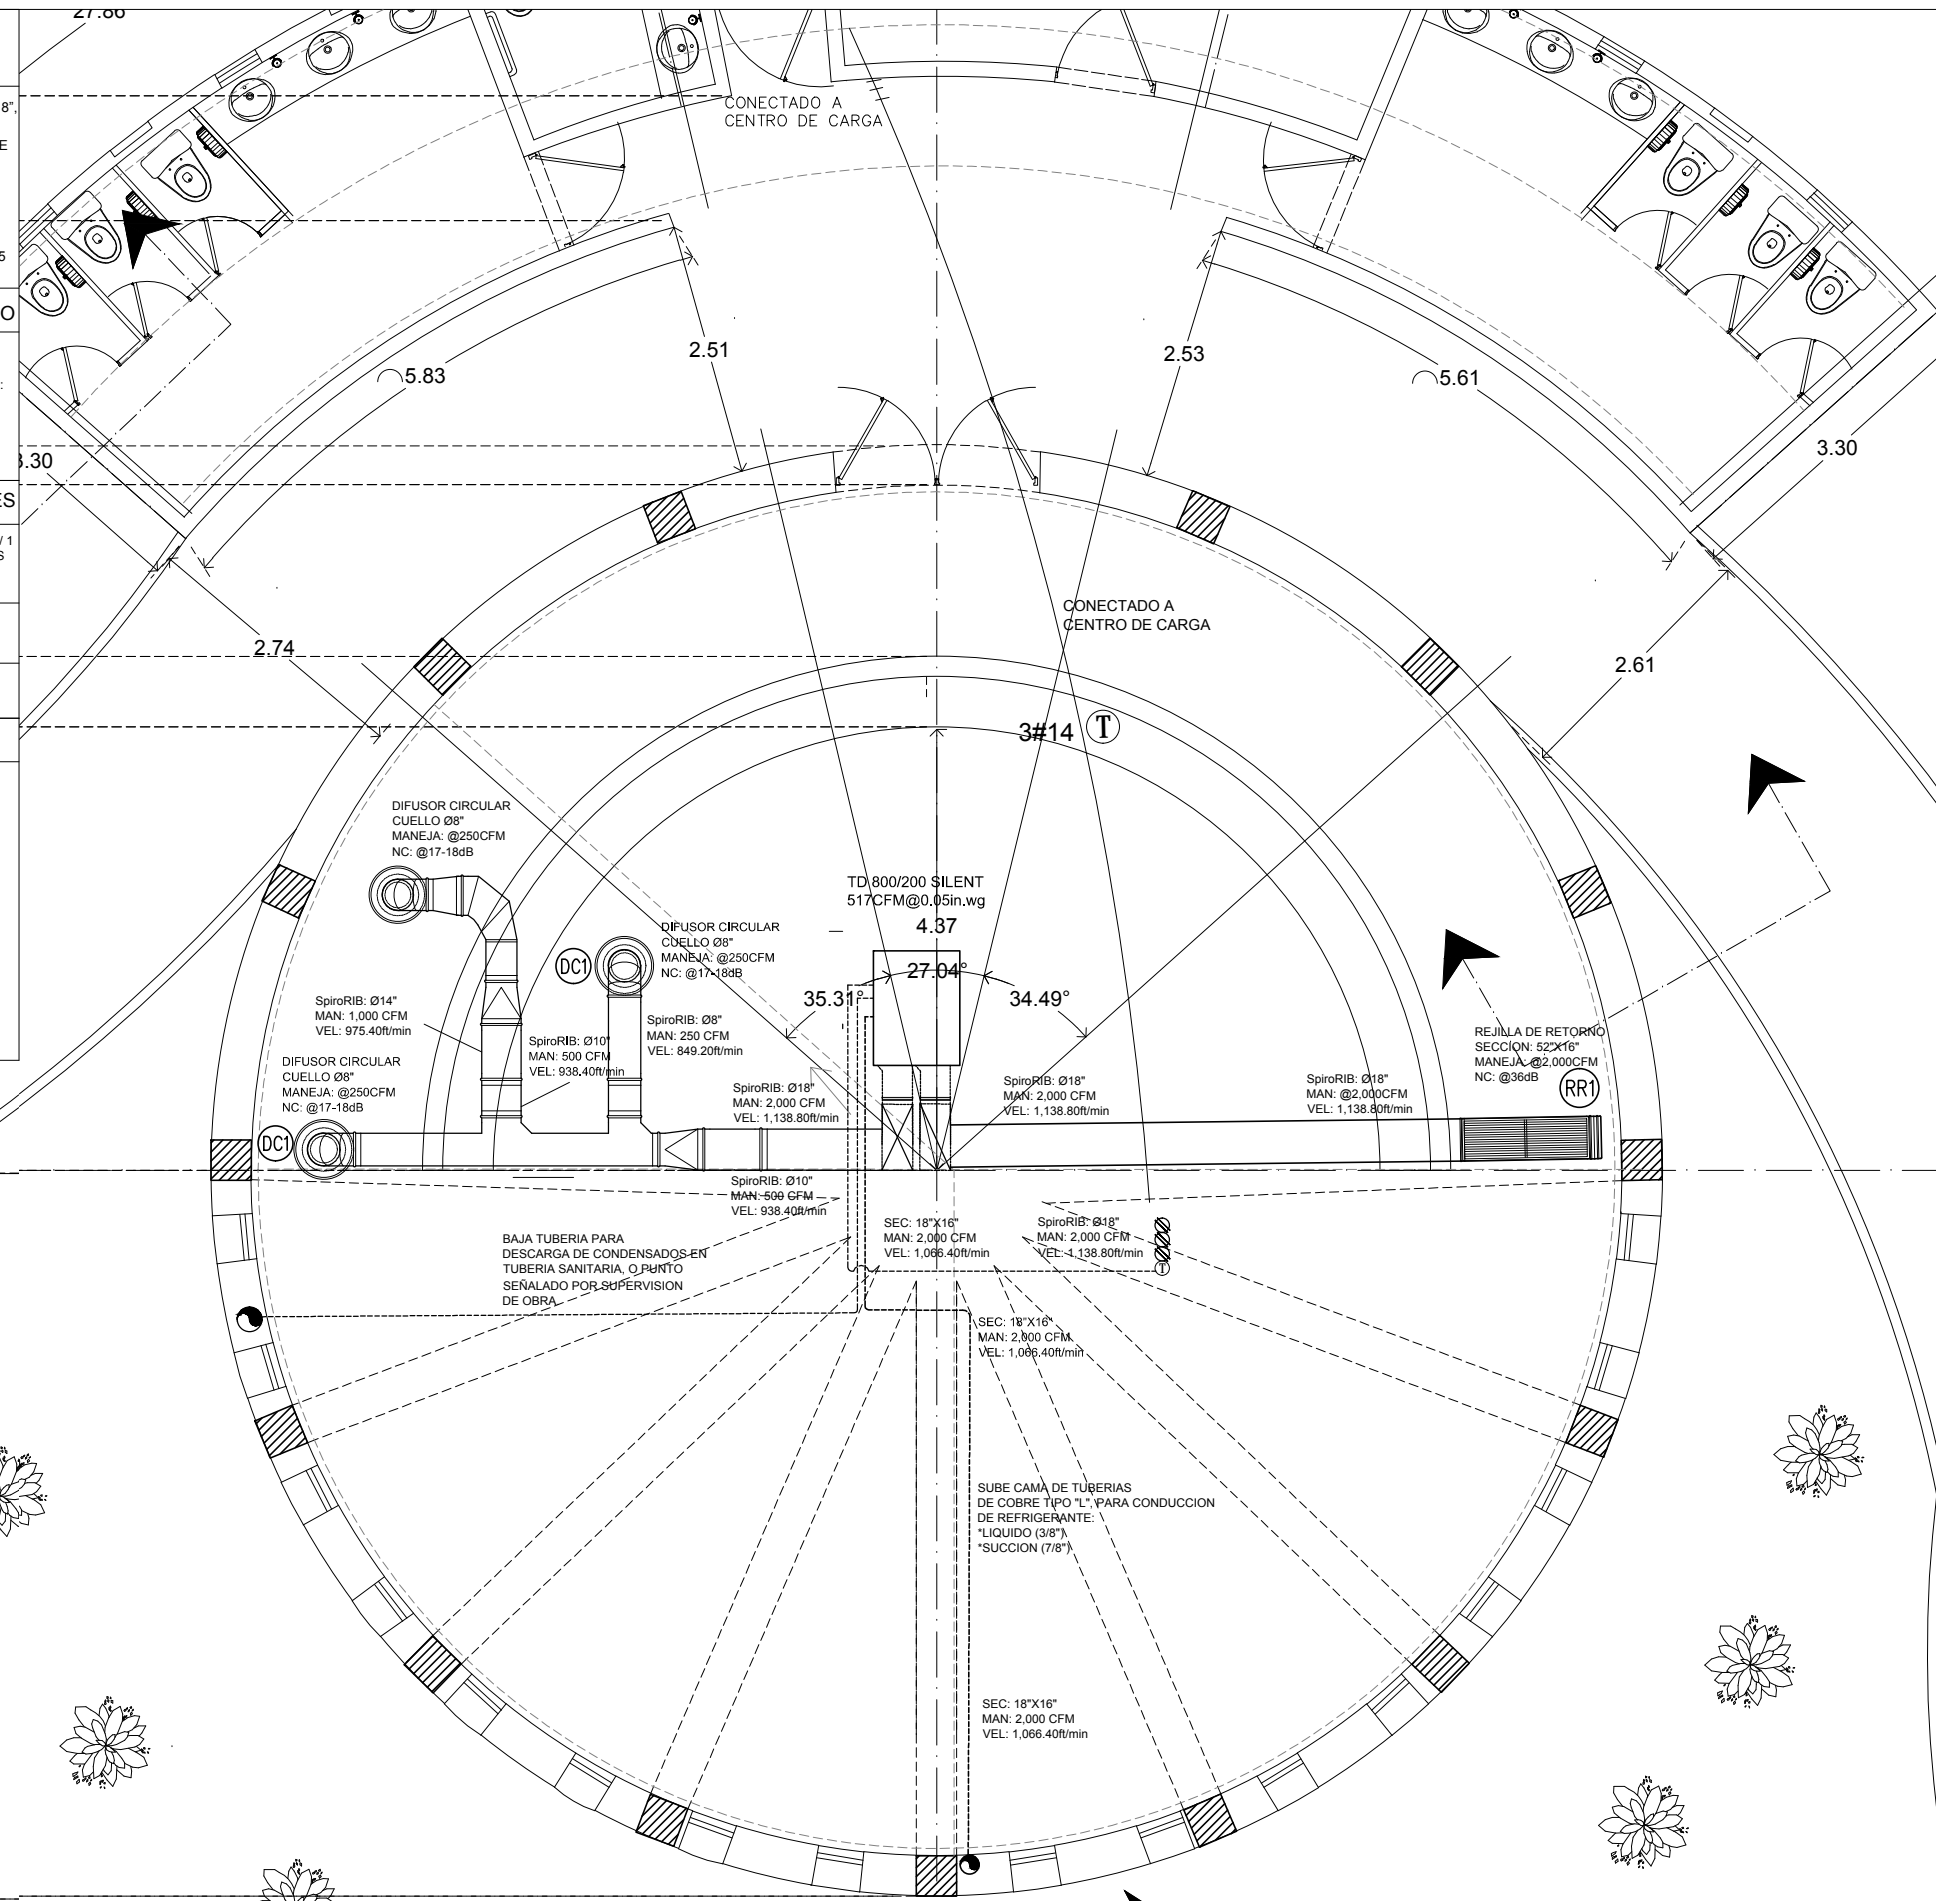 27.86
8",
E
5
O
:
.30
ES
/ 1
S
CONECTADO A
CENTRO DE CARGA
2.51
2.53
5.83
5.61
3.30
2.74
2.61
CONECTADO A
CENTRO DE CARGA
3#14 T
DIFUSOR CIRCULAR
CUELLO Ø8"
MANEJA: @250CFM
NC: @17-18dB
TD 800/200 SILENT
517CFM@0.05in.wg
4.37
27.04°
35.31°
34.49°
DIFUSOR CIRCULAR
CUELLO Ø8"
MANEJA: @250CFM
NC: @17-18dB
DC1
SpiroRIB: Ø14"
MAN: 1,000 CFM
VEL: 975.40ft/min
SpiroRIB: Ø10"
MAN: 500 CFM
VEL: 938.40ft/min
SpiroRIB: Ø8"
MAN: 250 CFM
VEL: 849.20ft/min
DIFUSOR CIRCULAR
CUELLO Ø8"
MANEJA: @250CFM
NC: @17-18dB
DC1
SpiroRIB: Ø18"
MAN: 2,000 CFM
VEL: 1,138.80ft/min
SpiroRIB: Ø18"
MAN: 2,000 CFM
VEL: 1,138.80ft/min
SpiroRIB: Ø18"
MAN: @2,000CFM
VEL: 1,138.80ft/min
REJILLA DE RETORNO
SECCION: 52"X16"
MANEJA: @2,000CFM
NC: @36dB
RR1
SpiroRIB: Ø10"
MAN: 500 CFM
VEL: 938.40ft/min
SEC: 18"X16"
MAN: 2,000 CFM
VEL: 1,066.40ft/min
SpiroRIB: Ø18"
MAN: 2,000 CFM
VEL: 1,138.80ft/min
T
BAJA TUBERIA PARA
DESCARGA DE CONDENSADOS EN
TUBERIA SANITARIA, O PUNTO
SEÑALADO POR SUPERVISION
DE OBRA
SEC: 18"X16"
MAN: 2,000 CFM
VEL: 1,066.40ft/min
SUBE CAMA DE TUBERIAS
DE COBRE TIPO "L", PARA CONDUCCION
DE REFRIGERANTE:
*LIQUIDO (3/8")
*SUCCION (7/8")
SEC: 18"X16"
MAN: 2,000 CFM
VEL: 1,066.40ft/min